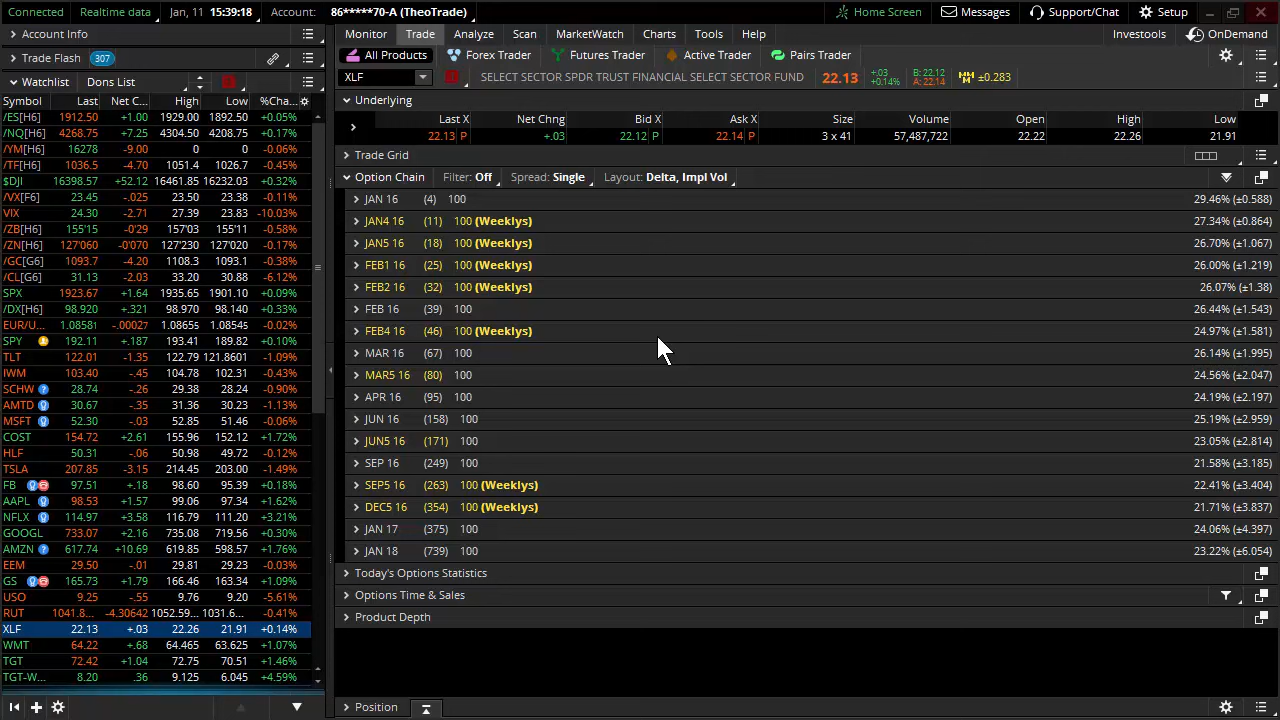 Connected Realtime data Jan, 11 15:39:18 Account: 86*****70-A (TheoTrade) Home Screen Messages Support/Chat Setup
Account Info
Trade Flash 307
Watchlist Dons List
Symbol Last Net C... High Low %Cha...
/ES[H6] 1912.50 +1.00 1929.00 1892.50 +0.05%
/NQ[H6] 4268.75 +7.25 4304.50 4208.75 +0.17%
/YM[H6] 16278 -9.00 0 0 -0.06%
/TF[H6] 1036.5 -4.70 1051.4 1026.7 -0.45%
$DJI 16398.57 +52.12 16461.85 16232.03 +0.32%
/VX[F6] 23.45 -.025 23.50 23.38 -0.11%
VIX 24.30 -2.71 27.39 23.83 -10.03%
/ZB[H6] 155'15 -0'29 157'03 155'11 -0.58%
/ZN[H6] 127'060 -0'070 127'230 127'020 -0.17%
/GC[G6] 1093.7 -4.20 1108.3 1093.1 -0.38%
/CL[G6] 31.13 -2.03 33.20 30.88 -6.12%
SPX 1923.67 +1.64 1935.65 1901.10 +0.09%
/DX[H6] 98.920 +.321 98.970 98.140 +0.33%
EUR/U... 1.08581 -.00027 1.0865s 1.0854s -0.02%
SPY 192.11 +.187 193.41 189.82 +0.10%
TLT 122.01 -1.35 122.79 121.8601 -1.09%
IWM 103.40 -.45 104.78 102.31 -0.43%
SCHW 28.74 -.26 29.38 28.24 -0.90%
AMTD 30.67 -.35 31.36 30.23 -1.13%
MSFT 52.30 -.03 52.85 51.46 -0.06%
COST 154.72 +2.61 155.96 152.12 +1.72%
HLF 50.31 -.06 50.98 49.72 -0.12%
TSLA 207.85 -3.15 214.45 203.00 -1.49%
FB 97.51 +.18 98.60 95.39 +0.18%
AAPL 98.53 +1.57 99.06 97.34 +1.62%
NFLX 114.97 +3.58 116.79 111.20 +3.21%
GOOGL 733.07 +2.16 735.08 719.56 +0.30%
AMZN 617.74 +10.69 619.85 598.57 +1.76%
EEM 29.50 -.01 29.81 29.23 -0.03%
GS 165.73 +1.79 166.46 163.34 +1.09%
USO 9.25 -.55 9.76 9.20 -5.61%
RUT 1041.8... -4.30642 1052.59... 1031.6... -0.41%
XLF 22.13 +.03 22.26 21.91 +0.14%
WMT 64.22 +.68 64.465 63.625 +1.07%
TGT 72.42 +1.04 72.75 70.51 +1.46%
TGT-W... 8.20 .36 9.125 6.045 +4.59%
Monitor Trade Analyze Scan MarketWatch Charts Tools Help Investools OnDemand
All Products Forex Trader Futures Trader Active Trader Pairs Trader
XLF SELECT SECTOR SPDR TRUST FINANCIAL SELECT SECTOR FUND 22.13 +.03 +0.14% B: 22.12 A: 22.14 ±0.283
Underlying
Last X Net Chng Bid X Ask X Size Volume Open High Low
22.13 P +.03 22.12 P 22.14 P 3 x 41 57,487,722 22.22 22.26 21.91
Trade Grid
Option Chain Filter: Off Spread: Single Layout: Delta, Impl Vol
JAN 16 (4) 100 29.46% (±0.588)
JAN4 16 (11) 100 (Weeklys) 27.34% (±0.864)
JAN5 16 (18) 100 (Weeklys) 26.70% (±1.067)
FEB1 16 (25) 100 (Weeklys) 26.00% (±1.219)
FEB2 16 (32) 100 (Weeklys) 26.07% (±1.38)
FEB 16 (39) 100 26.44% (±1.543)
FEB4 16 (46) 100 (Weeklys) 24.97% (±1.581)
MAR 16 (67) 100 26.14% (±1.995)
MAR5 16 (80) 100 24.56% (±2.047)
APR 16 (95) 100 24.19% (±2.197)
JUN 16 (158) 100 25.19% (±2.959)
JUN5 16 (171) 100 23.05% (±2.814)
SEP 16 (249) 100 21.58% (±3.185)
SEP5 16 (263) 100 (Weeklys) 22.41% (±3.404)
DEC5 16 (354) 100 (Weeklys) 21.71% (±3.837)
JAN 17 (375) 100 24.06% (±4.397)
JAN 18 (739) 100 23.22% (±6.054)
Today's Options Statistics
Options Time & Sales
Product Depth
Position